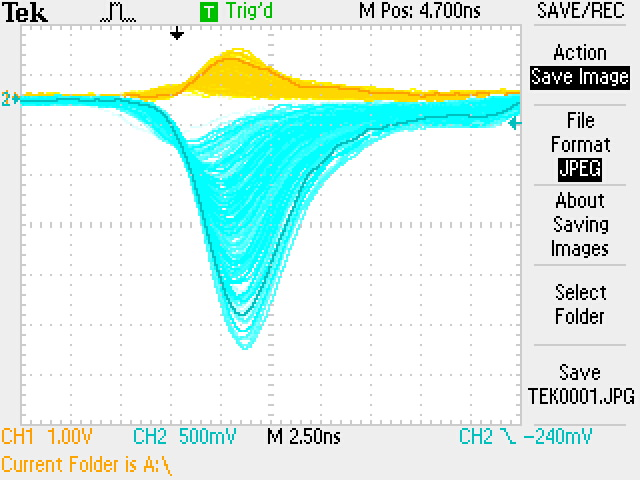 Tek T Trig'd M Pos: 4.700ns SAVE/REC
Action
Save Image
File
Format
JPEG
About
Saving
Images
Select
Folder
Save
TEK0001.JPG
2
CH1 1.00V CH2 500mV M 2.50ns CH2 -240mV
Current Folder is A:\